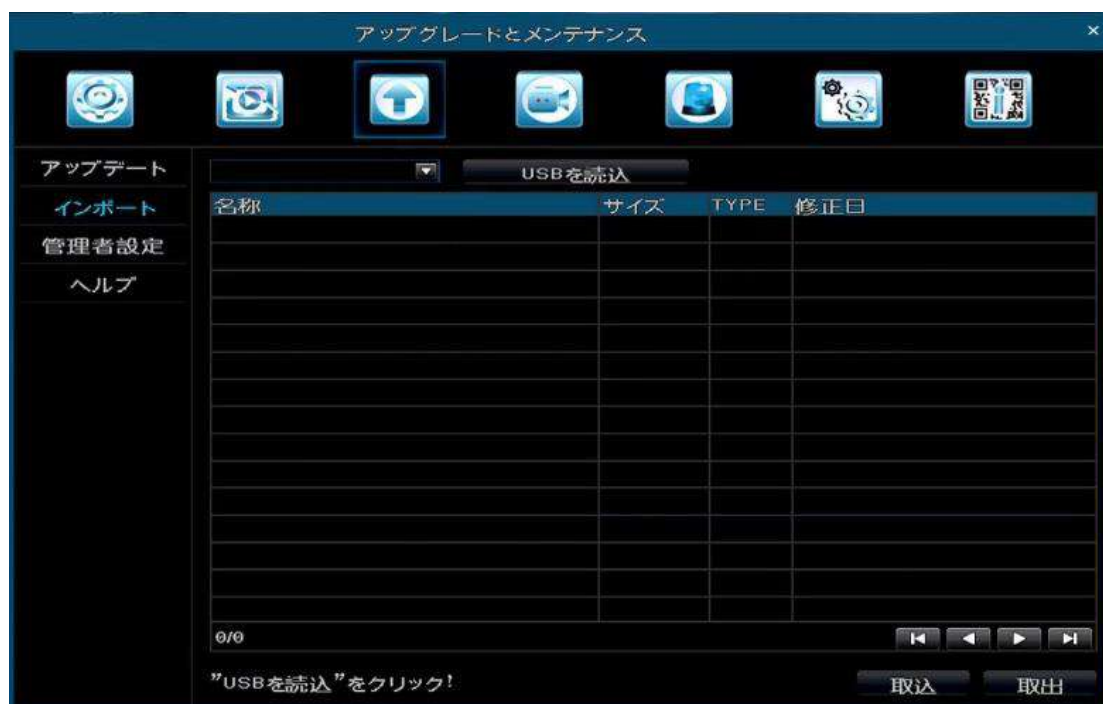 アップグレードとメンテナンス ×
アップデート
USBを読込
インポート
名称 サイズ TYPE 修正日
管理者設定
ヘルプ
0/0
"USBを読込"をクリック!
取込 取出